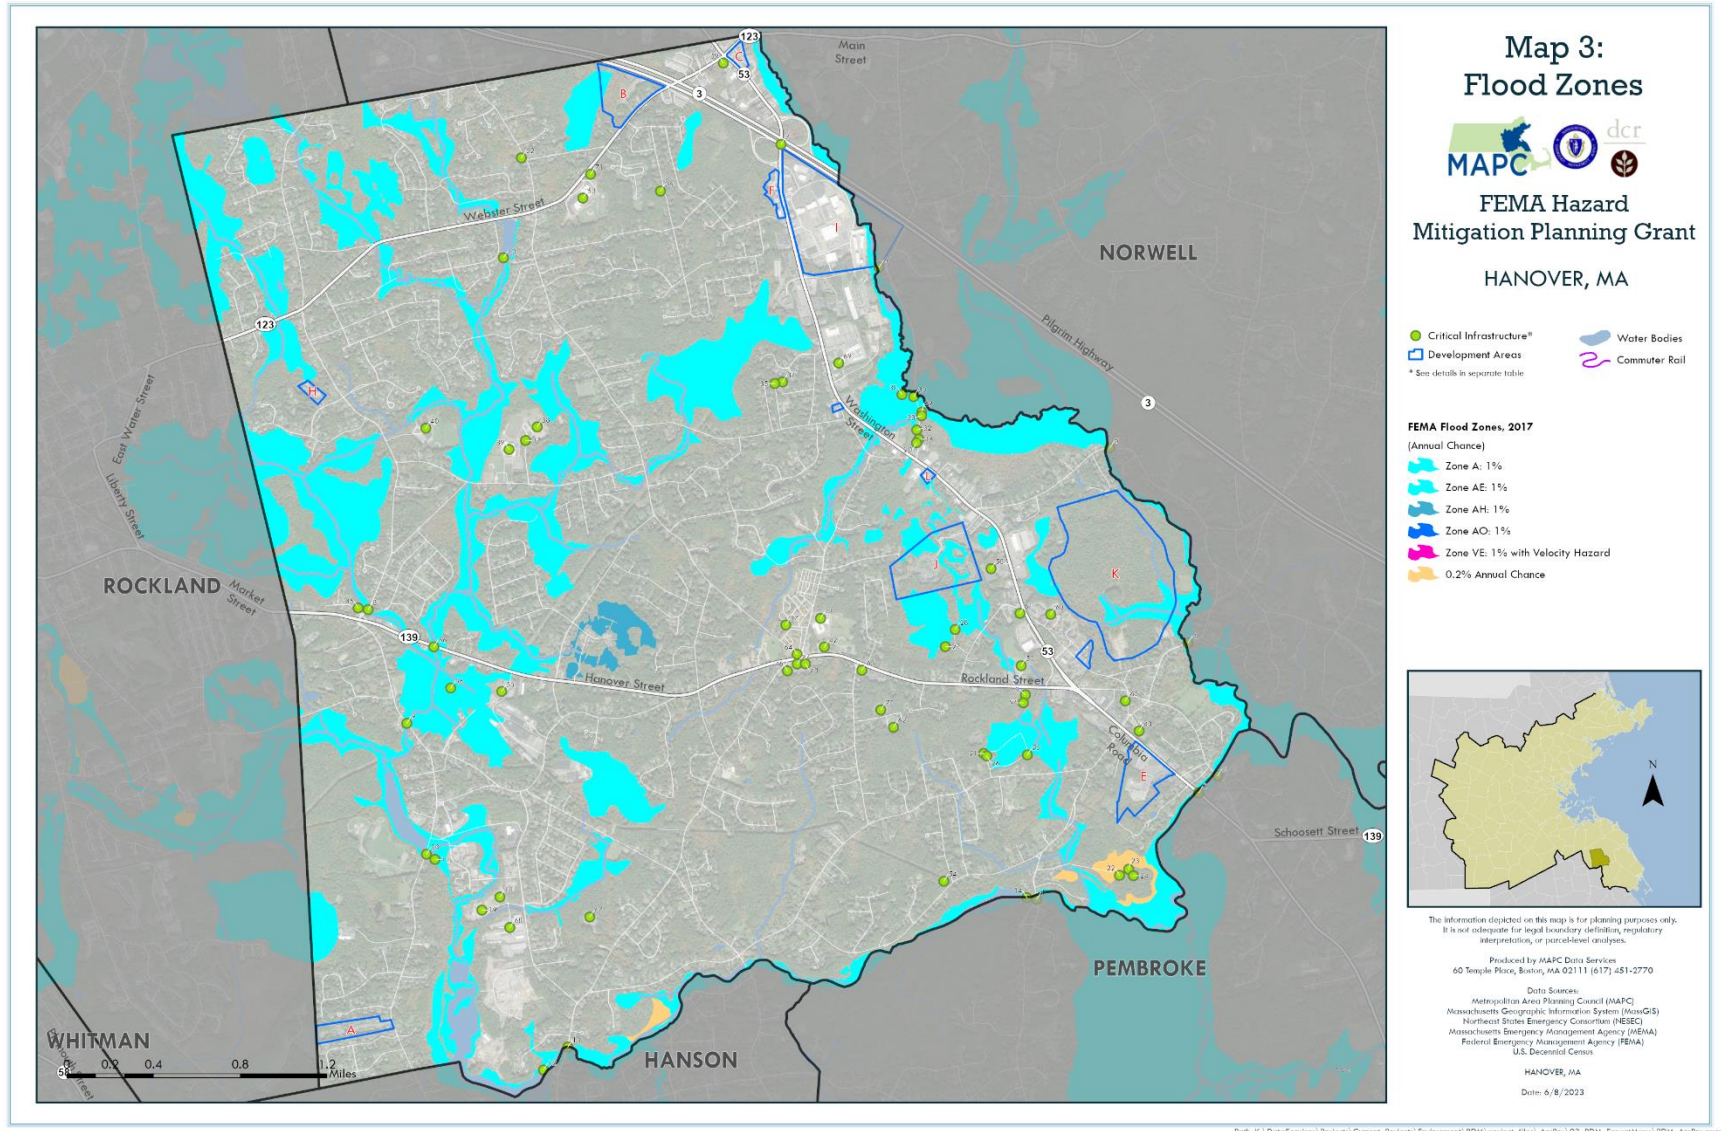 Map 3:
Flood Zones
MAPC
dcr
FEMA Hazard
Mitigation Planning Grant
HANOVER, MA
Critical Infrastructure*
Development Areas
* See details in separate table
Water Bodies
Commuter Rail
FEMA Flood Zones, 2017
(Annual Chance)
Zone A: 1%
Zone AE: 1%
Zone AH: 1%
Zone AO: 1%
Zone VE: 1% with Velocity Hazard
0.2% Annual Chance
N
The information depicted on this map is for planning purposes only.
It is not adequate for legal boundary definition, regulatory
interpretation, or parcel-level analyses.
Produced by MAPC Data Services
60 Temple Place, Boston, MA 02111 (617) 451-2770
Data Sources:
Metropolitan Area Planning Council (MAPC)
Massachusetts Geographic Information System (MassGIS)
Northeast States Emergency Consortium (NESEC)
Massachusetts Emergency Management Agency (MEMA)
Federal Emergency Management Agency (FEMA)
U.S. Decennial Census
HANOVER, MA
Date: 6/8/2023
123
Main
Street
C
53
B
3
F
I
Webster Street
NORWELL
123
Pilgrim Highway
H
East Water Street
3
Washington
Street
L
Liberty Street
J
K
ROCKLAND
Market
Street
139
64
53
Hanover Street
Rockland Street
Columbia
Road
E
Schoosett Street
139
22
23
14
PEMBROKE
A
WHITMAN
HANSON
58
0.2
0.4
0.8
1.2
Miles